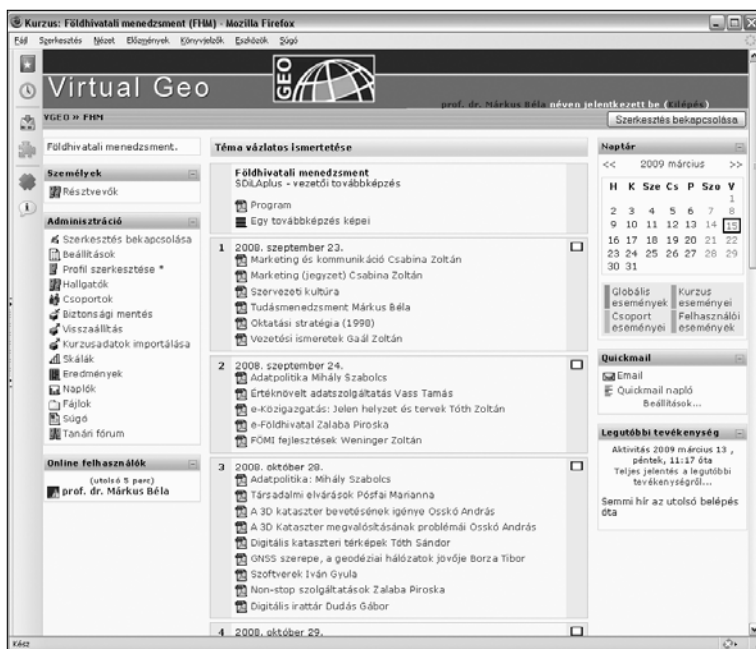 Kurzus: Földhivatali menedzsment (FHM) - Mozilla Firefox
Fájl Szerkesztés Nézet Előzmények Könyvjelzők Eszközök Súgó
Virtual Geo
GEO
prof. dr. Márkus Béla néven jelentkezett be (Kilépés)
VGEO » FHM
Szerkesztés bekapcsolása
Földhivatali menedzsment.
Személyek
Résztvevők
Adminisztráció
Szerkesztés bekapcsolása
Beállítások
Profil szerkesztése *
Hallgatók
Csoportok
Biztonsági mentés
Visszaállítás
Kurzusadatok importálása
Skálák
Eredmények
Naplók
Fájlok
Súgó
Tanári fórum
Online felhasználók
(utolsó 5 perc)
prof. dr. Márkus Béla
Téma vázlatos ismertetése
Földhivatali menedzsment
SDiLAplus - vezetői továbbképzés
Program
Egy továbbképzés képei
1 2008. szeptember 23.
Marketing és kommunikáció Csabina Zoltán
Marketing (jegyzet) Csabina Zoltán
Szervezeti kultúra
Tudásmenedzsment Márkus Béla
Oktatási stratégia (1998)
Vezetési ismeretek Gaál Zoltán
2 2008. szeptember 24.
Adatpolitika Mihály Szabolcs
Értéknövelt adatszolgáltatás Vass Tamás
e-Közigazgatás: Jelen helyzet és tervek Tóth Zoltán
e-Földhivatal Zalaba Piroska
FÖMI fejlesztések Weninger Zoltán
3 2008. október 28.
Adatpolitika: Mihály Szabolcs
Társadalmi elvárások Pósfai Marianna
A 3D kataszter bevetésének igénye Osskó András
A 3D Kataszter megvalósításának problémái Osskó András
Digitális kataszteri térképek Tóth Sándor
GNSS szerepe, a geodéziai hálózatok jövője Borza Tibor
Szoftverek Iván Gyula
Non-stop szolgáltatások Zalaba Piroska
Digitális irattár Dudás Gábor
4 2008. október 29.
Naptár
<< 2009 március >>
H K Sze Cs P Szo V
1
2 3 4 5 6 7 8
9 10 11 12 13 14 15
16 17 18 19 20 21 22
23 24 25 26 27 28 29
30 31
Globális események
Kurzus eseményei
Csoport eseményei
Felhasználói események
Quickmail
Email
Quickmail napló
Beállítások...
Legutóbbi tevékenység
Aktivitás 2009 március 13 ,
péntek, 11:17 óta
Teljes jelentés a legutóbbi
tevékenységről...
Semmi hír az utolsó belépés
óta
Kész